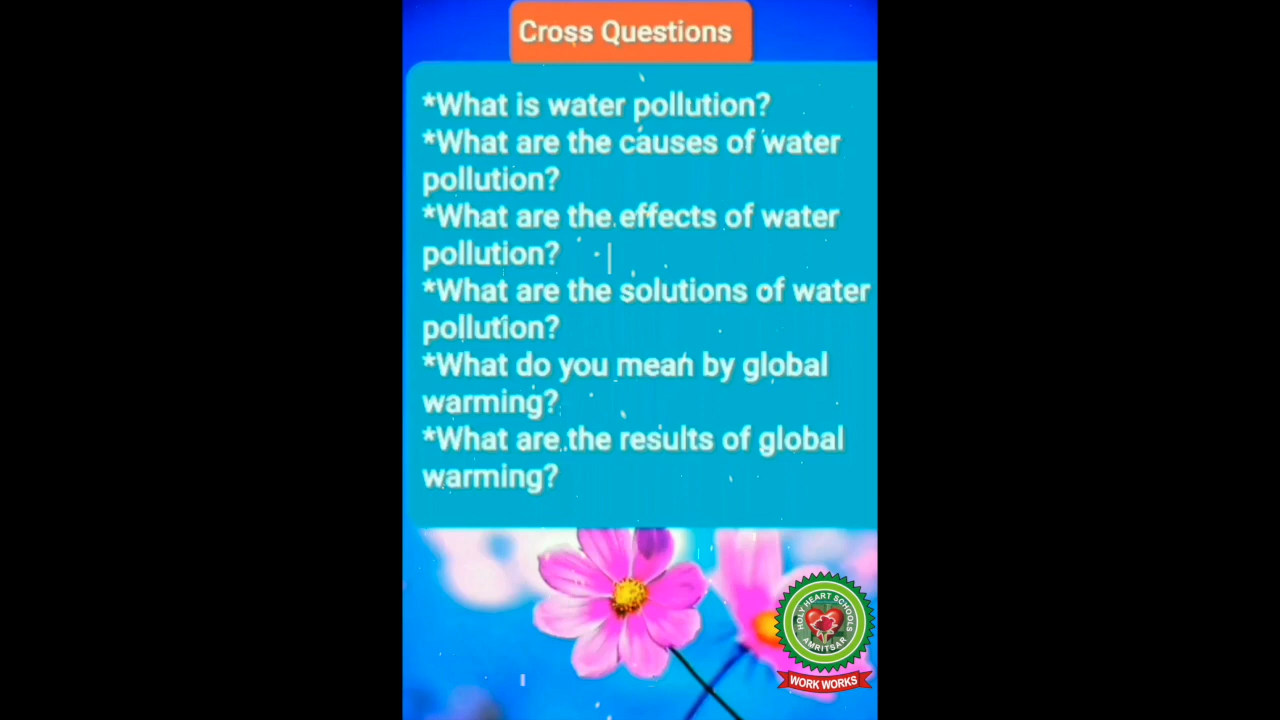 Cross Questions
*What is water pollution?
*What are the causes of water
pollution?
*What are the effects of water
pollution?
*What are the solutions of water
pollution?
*What do you mean by global
warming?
*What are the results of global
warming?
HOLY HEART SCHOOLS
AMRITSAR
WORK WORKS